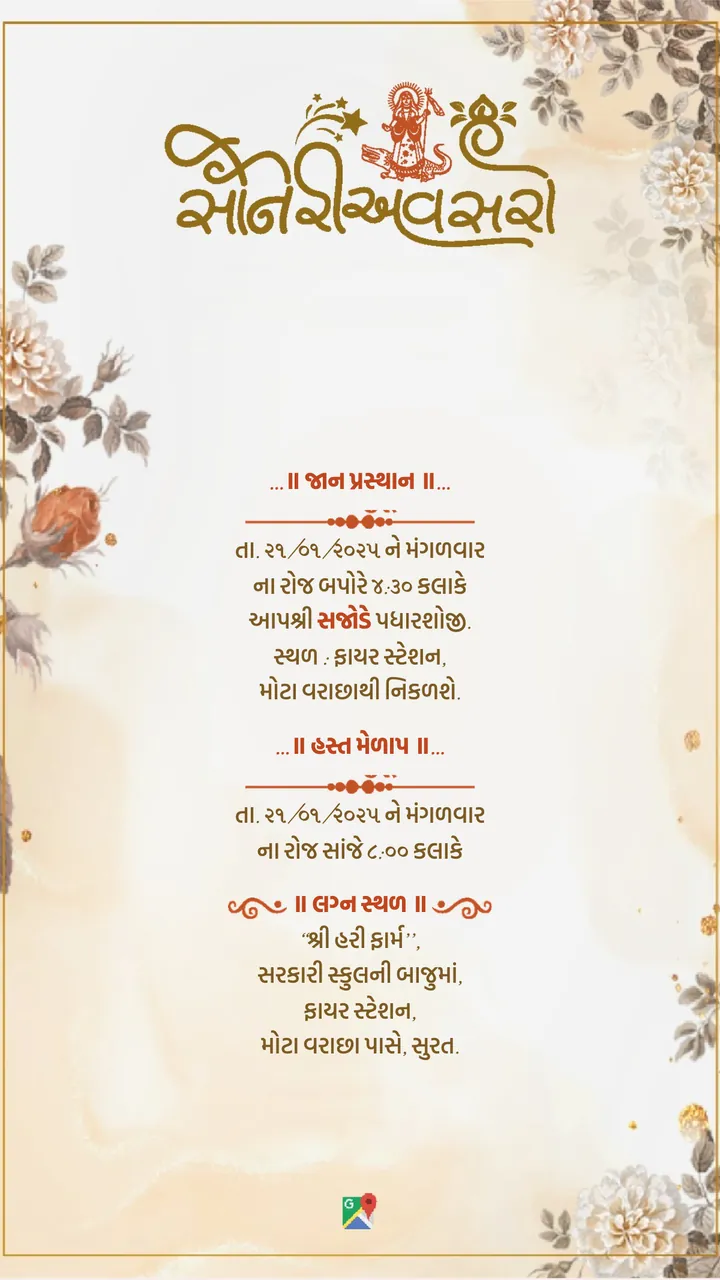 સોનેરી અવસરો
...॥ જાન પ્રસ્થાન ॥...
તા. ૨૧/૦૧/૨૦૨૫ ને મંગળવાર
ના રોજ બપોરે ૪:૩૦ કલાકે
આપશ્રી સજોડે પધારશોજી.
સ્થળ : ફાયર સ્ટેશન,
મોટા વરાછાથી નિકળશે.
...॥ હસ્ત મેળાપ ॥...
તા. ૨૧/૦૧/૨૦૨૫ ને મંગળવાર
ના રોજ સાંજે ૮:૦૦ કલાકે
॥ લગ્ન સ્થળ ॥
“શ્રી હરી ફાર્મ’’,
સરકારી સ્કુલની બાજુમાં,
ફાયર સ્ટેશન,
મોટા વરાછા પાસે, સુરત.
G